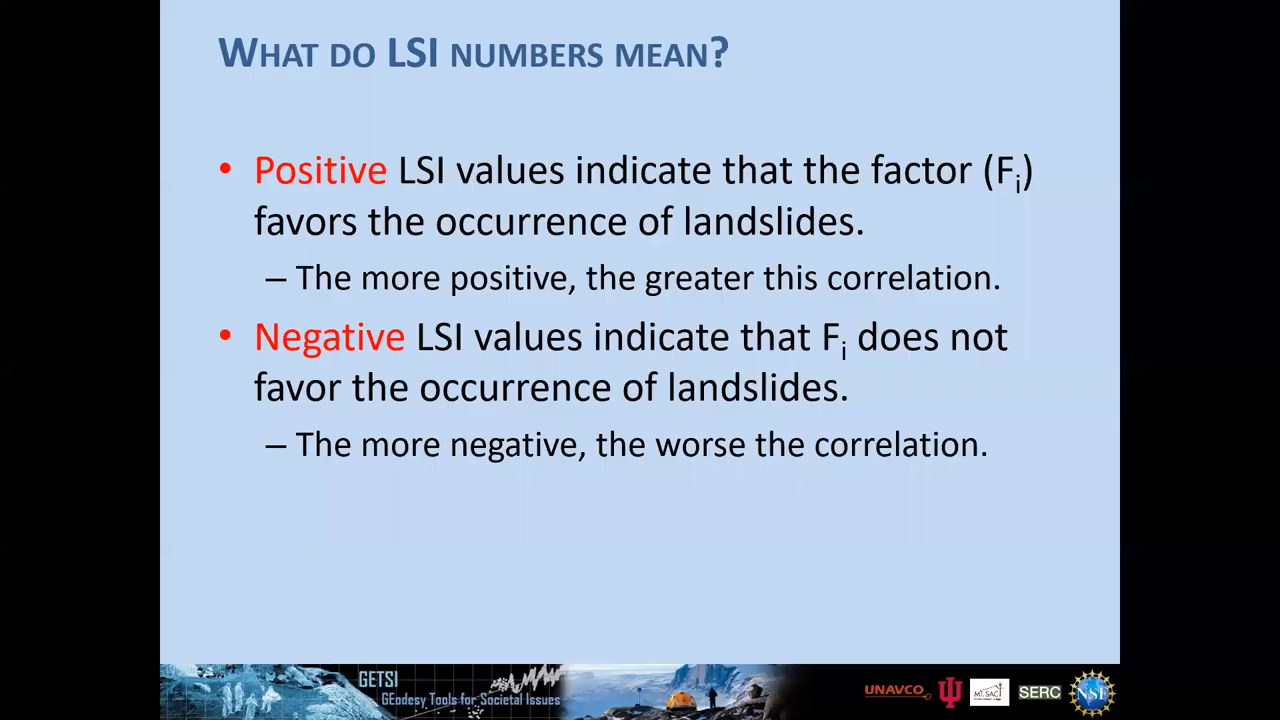 WHAT DO LSI NUMBERS MEAN?
• Positive LSI values indicate that the factor (Fi)
favors the occurrence of landslides.
– The more positive, the greater this correlation.
• Negative LSI values indicate that Fi does not
favor the occurrence of landslides.
– The more negative, the worse the correlation.
GETSI
GEodesy Tools for Societal Issues
UNAVCO
MT. SAC
SERC
NSF